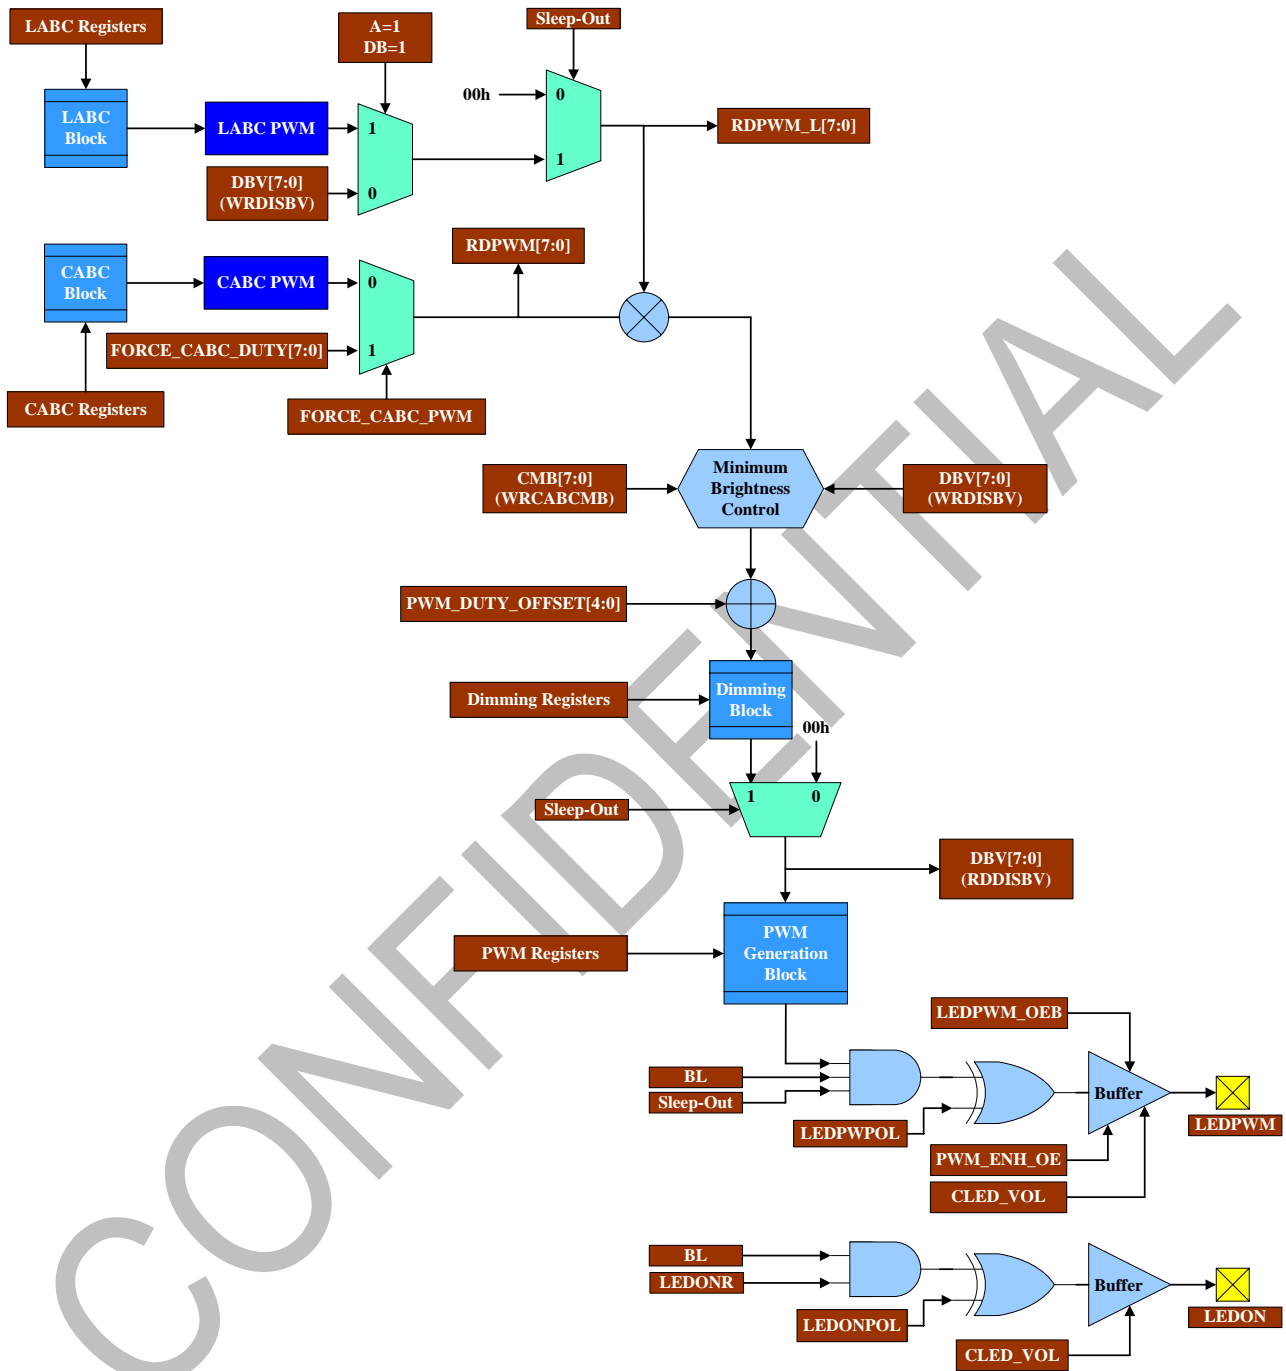 LABC Registers
A=1
DB=1
Sleep-Out
00h
0
LABC
Block
LABC PWM
1
RDPWM_L[7:0]
1
DBV[7:0]
(WRDISBV)
0
RDPWM[7:0]
CABC
Block
CABC PWM
0
FORCE_CABC_DUTY[7:0]
1
CABC Registers
FORCE_CABC_PWM
CMB[7:0]
(WRCABCMB)
Minimum
Brightness
Control
DBV[7:0]
(WRDISBV)
PWM_DUTY_OFFSET[4:0]
Dimming Registers
Dimming
Block
00h
1
0
Sleep-Out
DBV[7:0]
(RDDISBV)
PWM Registers
PWM
Generation
Block
LEDPWM_OEB
BL
Sleep-Out
LEDPWPOL
Buffer
LEDPWM
PWM_ENH_OE
CLED_VOL
BL
LEDONR
LEDONPOL
Buffer
LEDON
CLED_VOL
CONFIDENTIAL